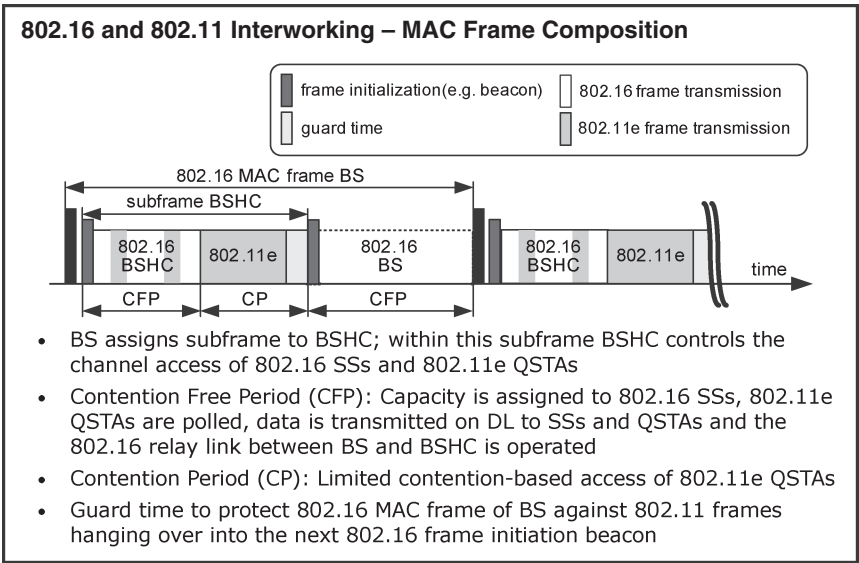 802.16 and 802.11 Interworking – MAC Frame Composition
frame initialization(e.g. beacon)
802.16 frame transmission
guard time
802.11e frame transmission
802.16 MAC frame BS
subframe BSHC
802.16
BSHC
802.11e
802.16
BS
802.16
BSHC
802.11e
time
CFP
CP
CFP
• BS assigns subframe to BSHC; within this subframe BSHC controls the
channel access of 802.16 SSs and 802.11e QSTAs
• Contention Free Period (CFP): Capacity is assigned to 802.16 SSs, 802.11e
QSTAs are polled, data is transmitted on DL to SSs and QSTAs and the
802.16 relay link between BS and BSHC is operated
• Contention Period (CP): Limited contention-based access of 802.11e QSTAs
• Guard time to protect 802.16 MAC frame of BS against 802.11 frames
hanging over into the next 802.16 frame initiation beacon